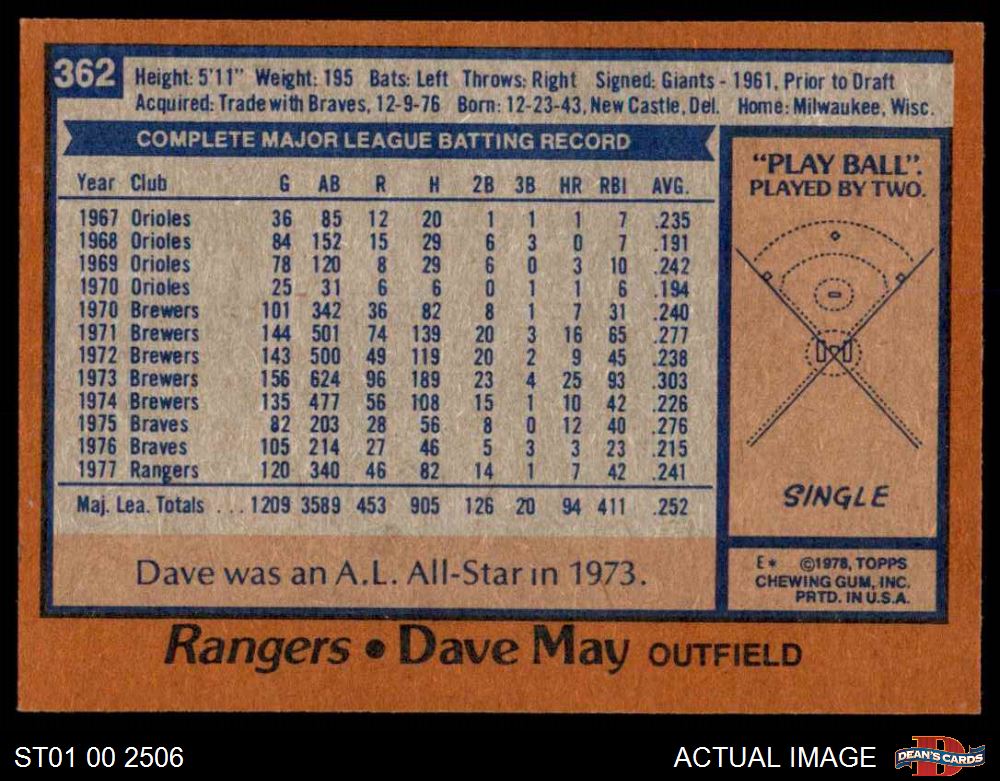 362
Height: 5'11" Weight: 195 Bats: Left Throws: Right Signed: Giants - 1961, Prior to Draft
Acquired: Trade with Braves, 12-9-76 Born: 12-23-43, New Castle, Del. Home: Milwaukee, Wisc.
COMPLETE MAJOR LEAGUE BATTING RECORD
Year Club G AB R H 2B 3B HR RBI AVG.
1967 Orioles 36 85 12 20 1 1 1 7 .235
1968 Orioles 84 152 15 29 6 3 0 7 .191
1969 Orioles 78 120 8 29 6 0 3 10 .242
1970 Orioles 25 31 6 6 0 1 1 6 .194
1970 Brewers 101 342 36 82 8 1 7 31 .240
1971 Brewers 144 501 74 139 20 3 16 65 .277
1972 Brewers 143 500 49 119 20 2 9 45 .238
1973 Brewers 156 624 96 189 23 4 25 93 .303
1974 Brewers 135 477 56 108 15 1 10 42 .226
1975 Braves 82 203 28 56 8 0 12 40 .276
1976 Braves 105 214 27 46 5 3 3 23 .215
1977 Rangers 120 340 46 82 14 1 7 42 .241
Maj. Lea. Totals ... 1209 3589 453 905 126 20 94 411 .252
Dave was an A.L. All-Star in 1973.
"PLAY BALL".
PLAYED BY TWO.
SINGLE
E* ©1978, TOPPS
CHEWING GUM, INC.
PRTD. IN U.S.A.
Rangers • Dave May OUTFIELD
ST01 00 2506
ACTUAL IMAGE
DEAN'S CARDS